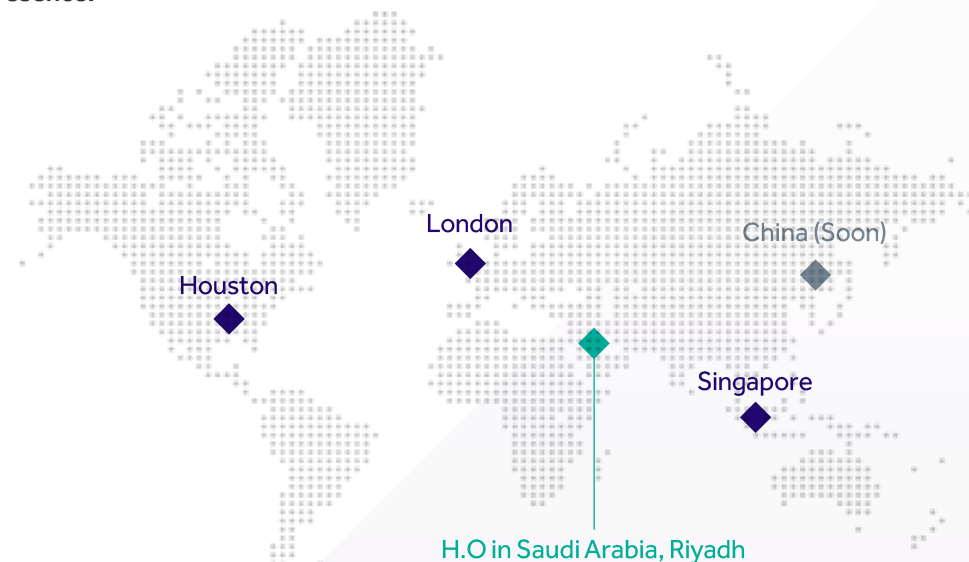 London
China (Soon)
Houston
Singapore
H.O in Saudi Arabia, Riyadh